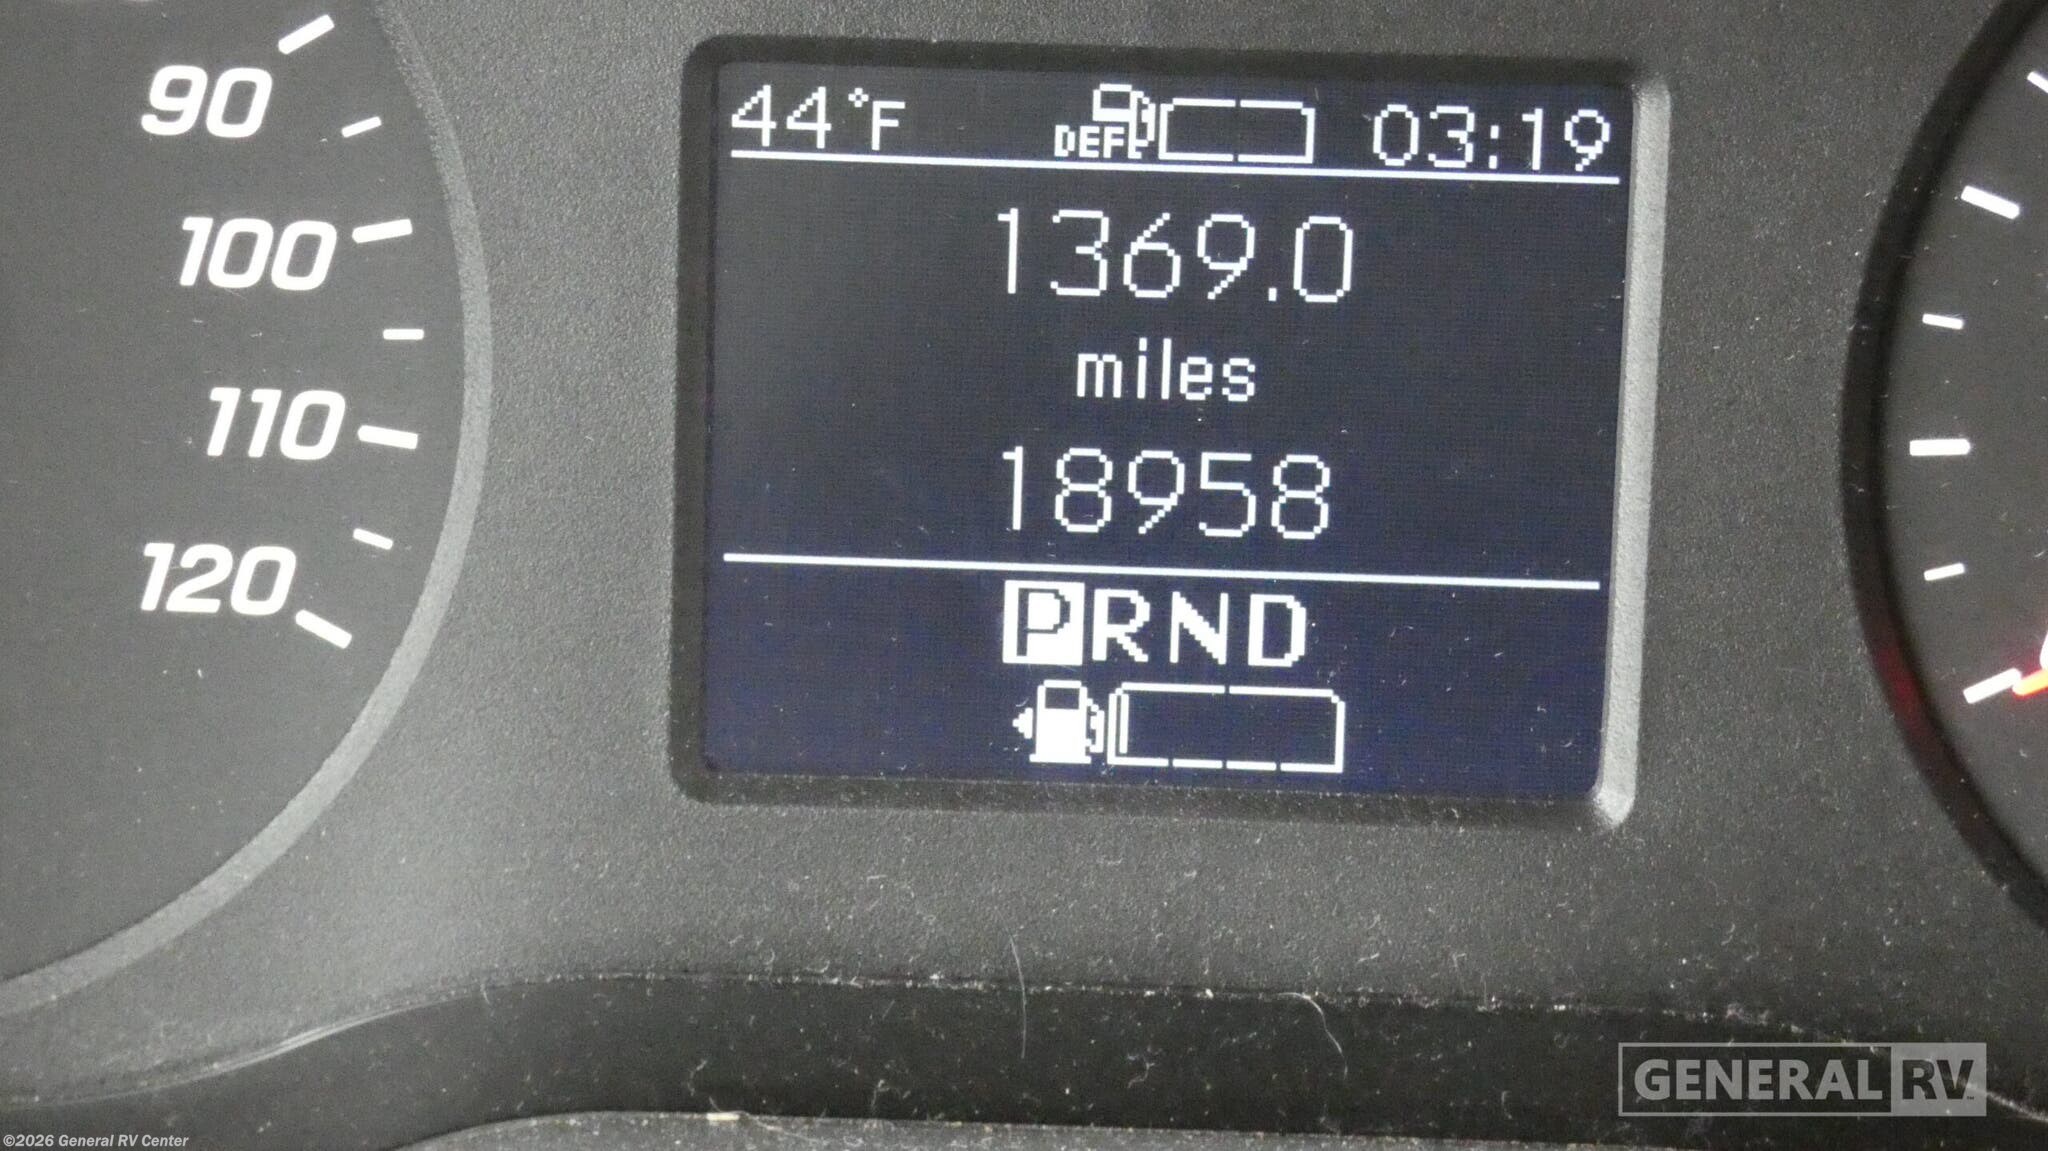 90
100
110
120
44°F DEF 03:19
1369.0
miles
18958
PRND
GENERAL RV
©2026 General RV Center